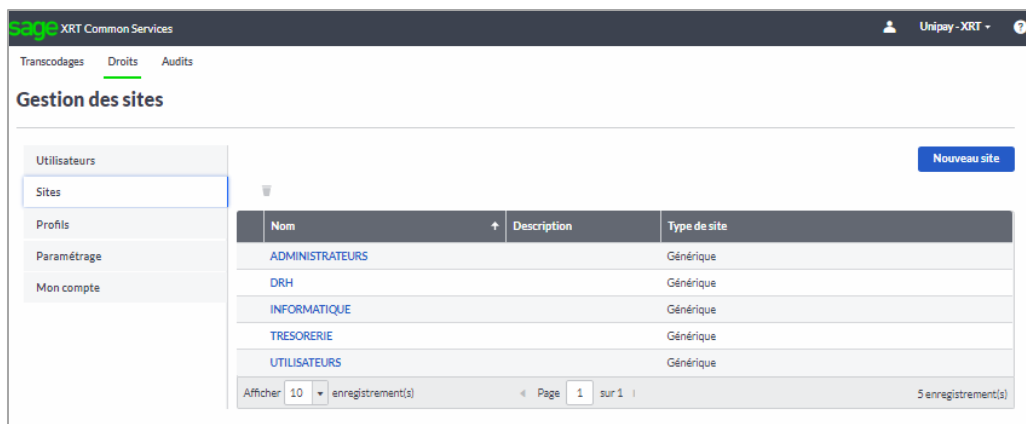 sage XRT Common Services Unipay - XRT ?
Transcodages Droits Audits
Gestion des sites
Utilisateurs
Nouveau site
Sites
Profils
Nom Description Type de site
Paramétrage
ADMINISTRATEURS Générique
Mon compte
DRH Générique
INFORMATIQUE Générique
TRESORERIE Générique
UTILISATEURS Générique
Afficher 10 enregistrement(s) Page 1 sur 1 5 enregistrement(s)